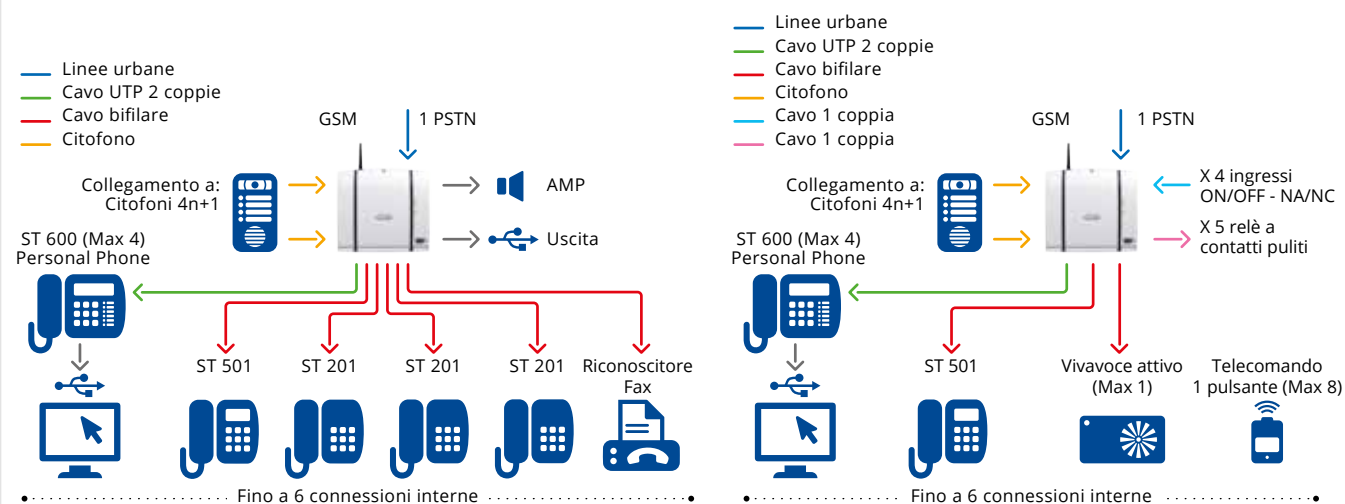 Linee urbane
Cavo UTP 2 coppie
Cavo bifilare
Citofono
GSM
1 PSTN
Collegamento a:
Citofoni 4n+1
AMP
Uscita
ST 600 (Max 4)
Personal Phone
ST 501
ST 201
ST 201
ST 201
Riconoscitore
Fax
Fino a 6 connessioni interne
Linee urbane
Cavo UTP 2 coppie
Cavo bifilare
Citofono
Cavo 1 coppia
Cavo 1 coppia
GSM
1 PSTN
Collegamento a:
Citofoni 4n+1
X 4 ingressi
ON/OFF - NA/NC
X 5 relè a
contatti puliti
ST 600 (Max 4)
Personal Phone
ST 501
Vivavoce attivo
(Max 1)
Telecomando
1 pulsante (Max 8)
Fino a 6 connessioni interne